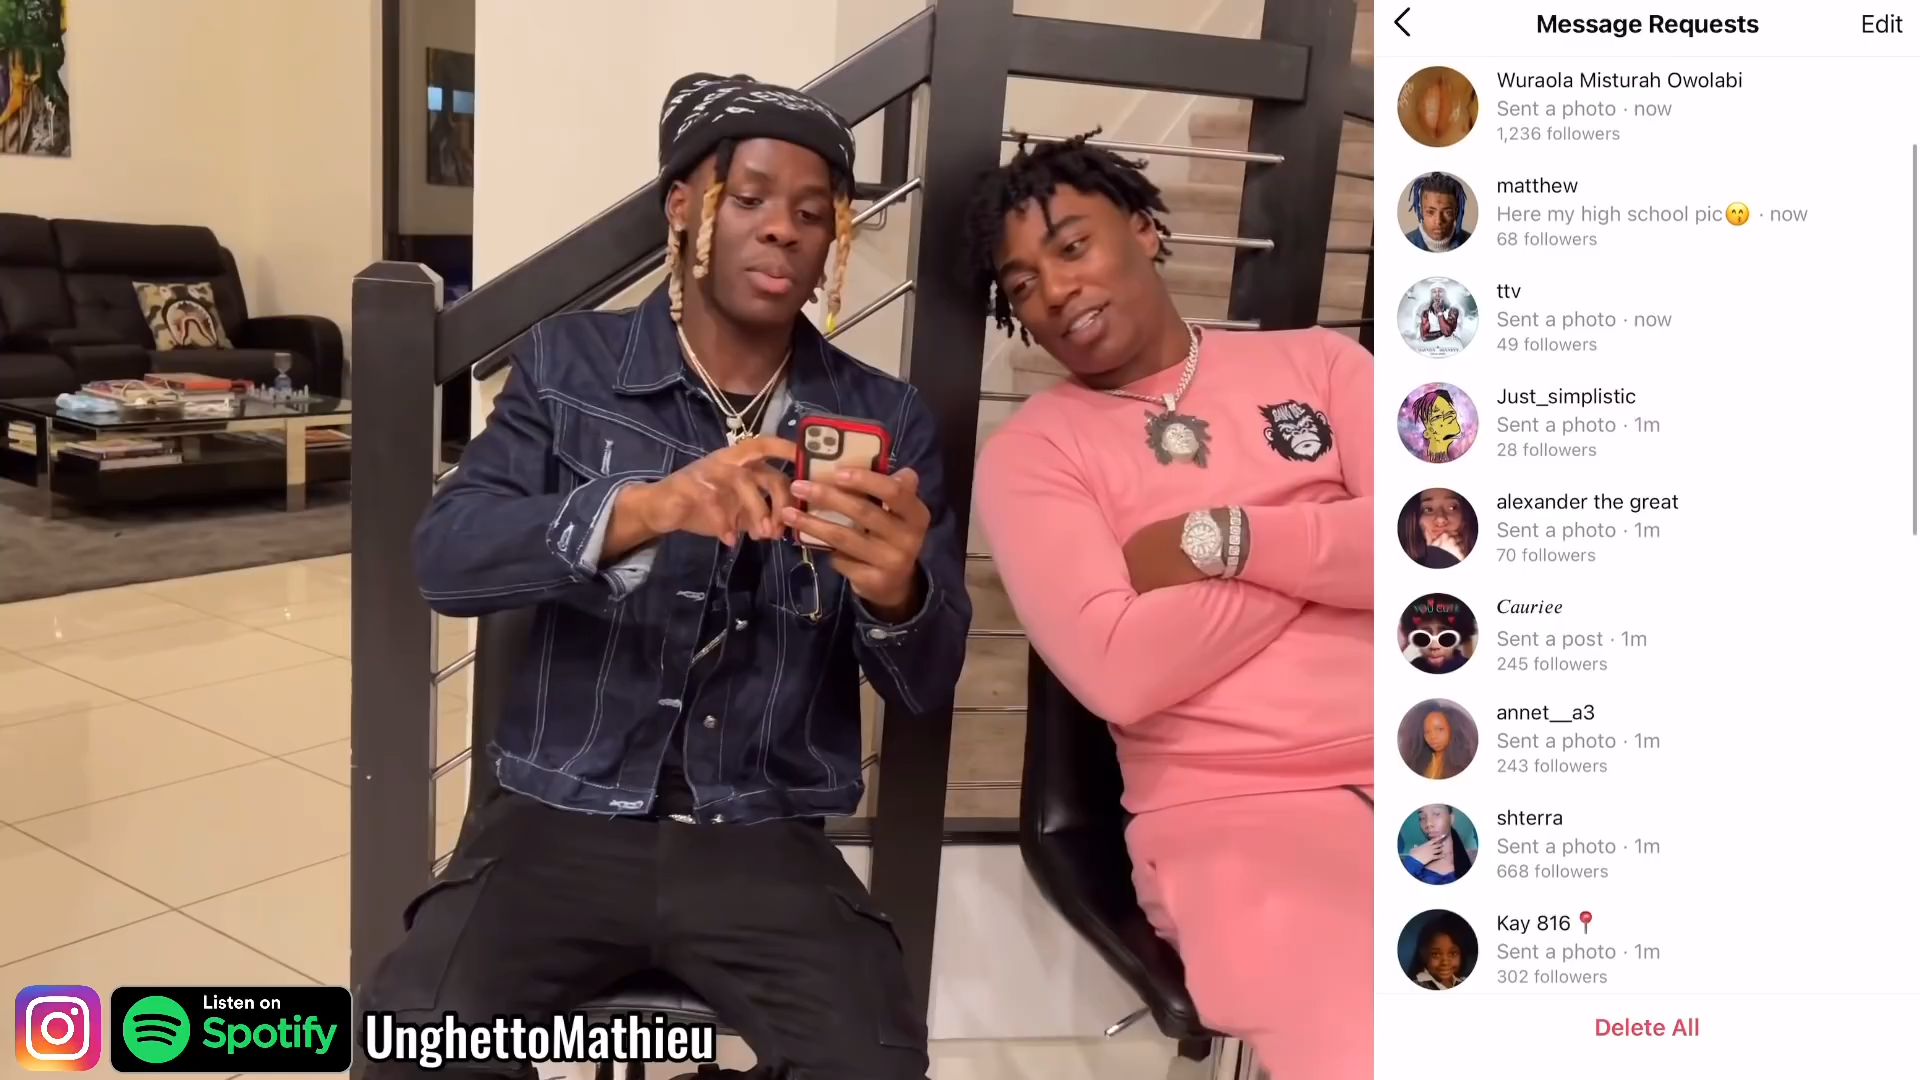 Message Requests
Edit
Wuraola Misturah Owolabi
Sent a photo · now
1,236 followers
matthew
Here my high school pic😙 · now
68 followers
ttv
Sent a photo · now
49 followers
Just_simplistic
Sent a photo · 1m
28 followers
alexander the great
Sent a photo · 1m
70 followers
Cauriee
Sent a post · 1m
245 followers
annet__a3
Sent a photo · 1m
243 followers
shterra
Sent a photo · 1m
668 followers
Kay 816📍
Sent a photo · 1m
302 followers
Delete All
Listen on
Spotify
UnghettoMathieu